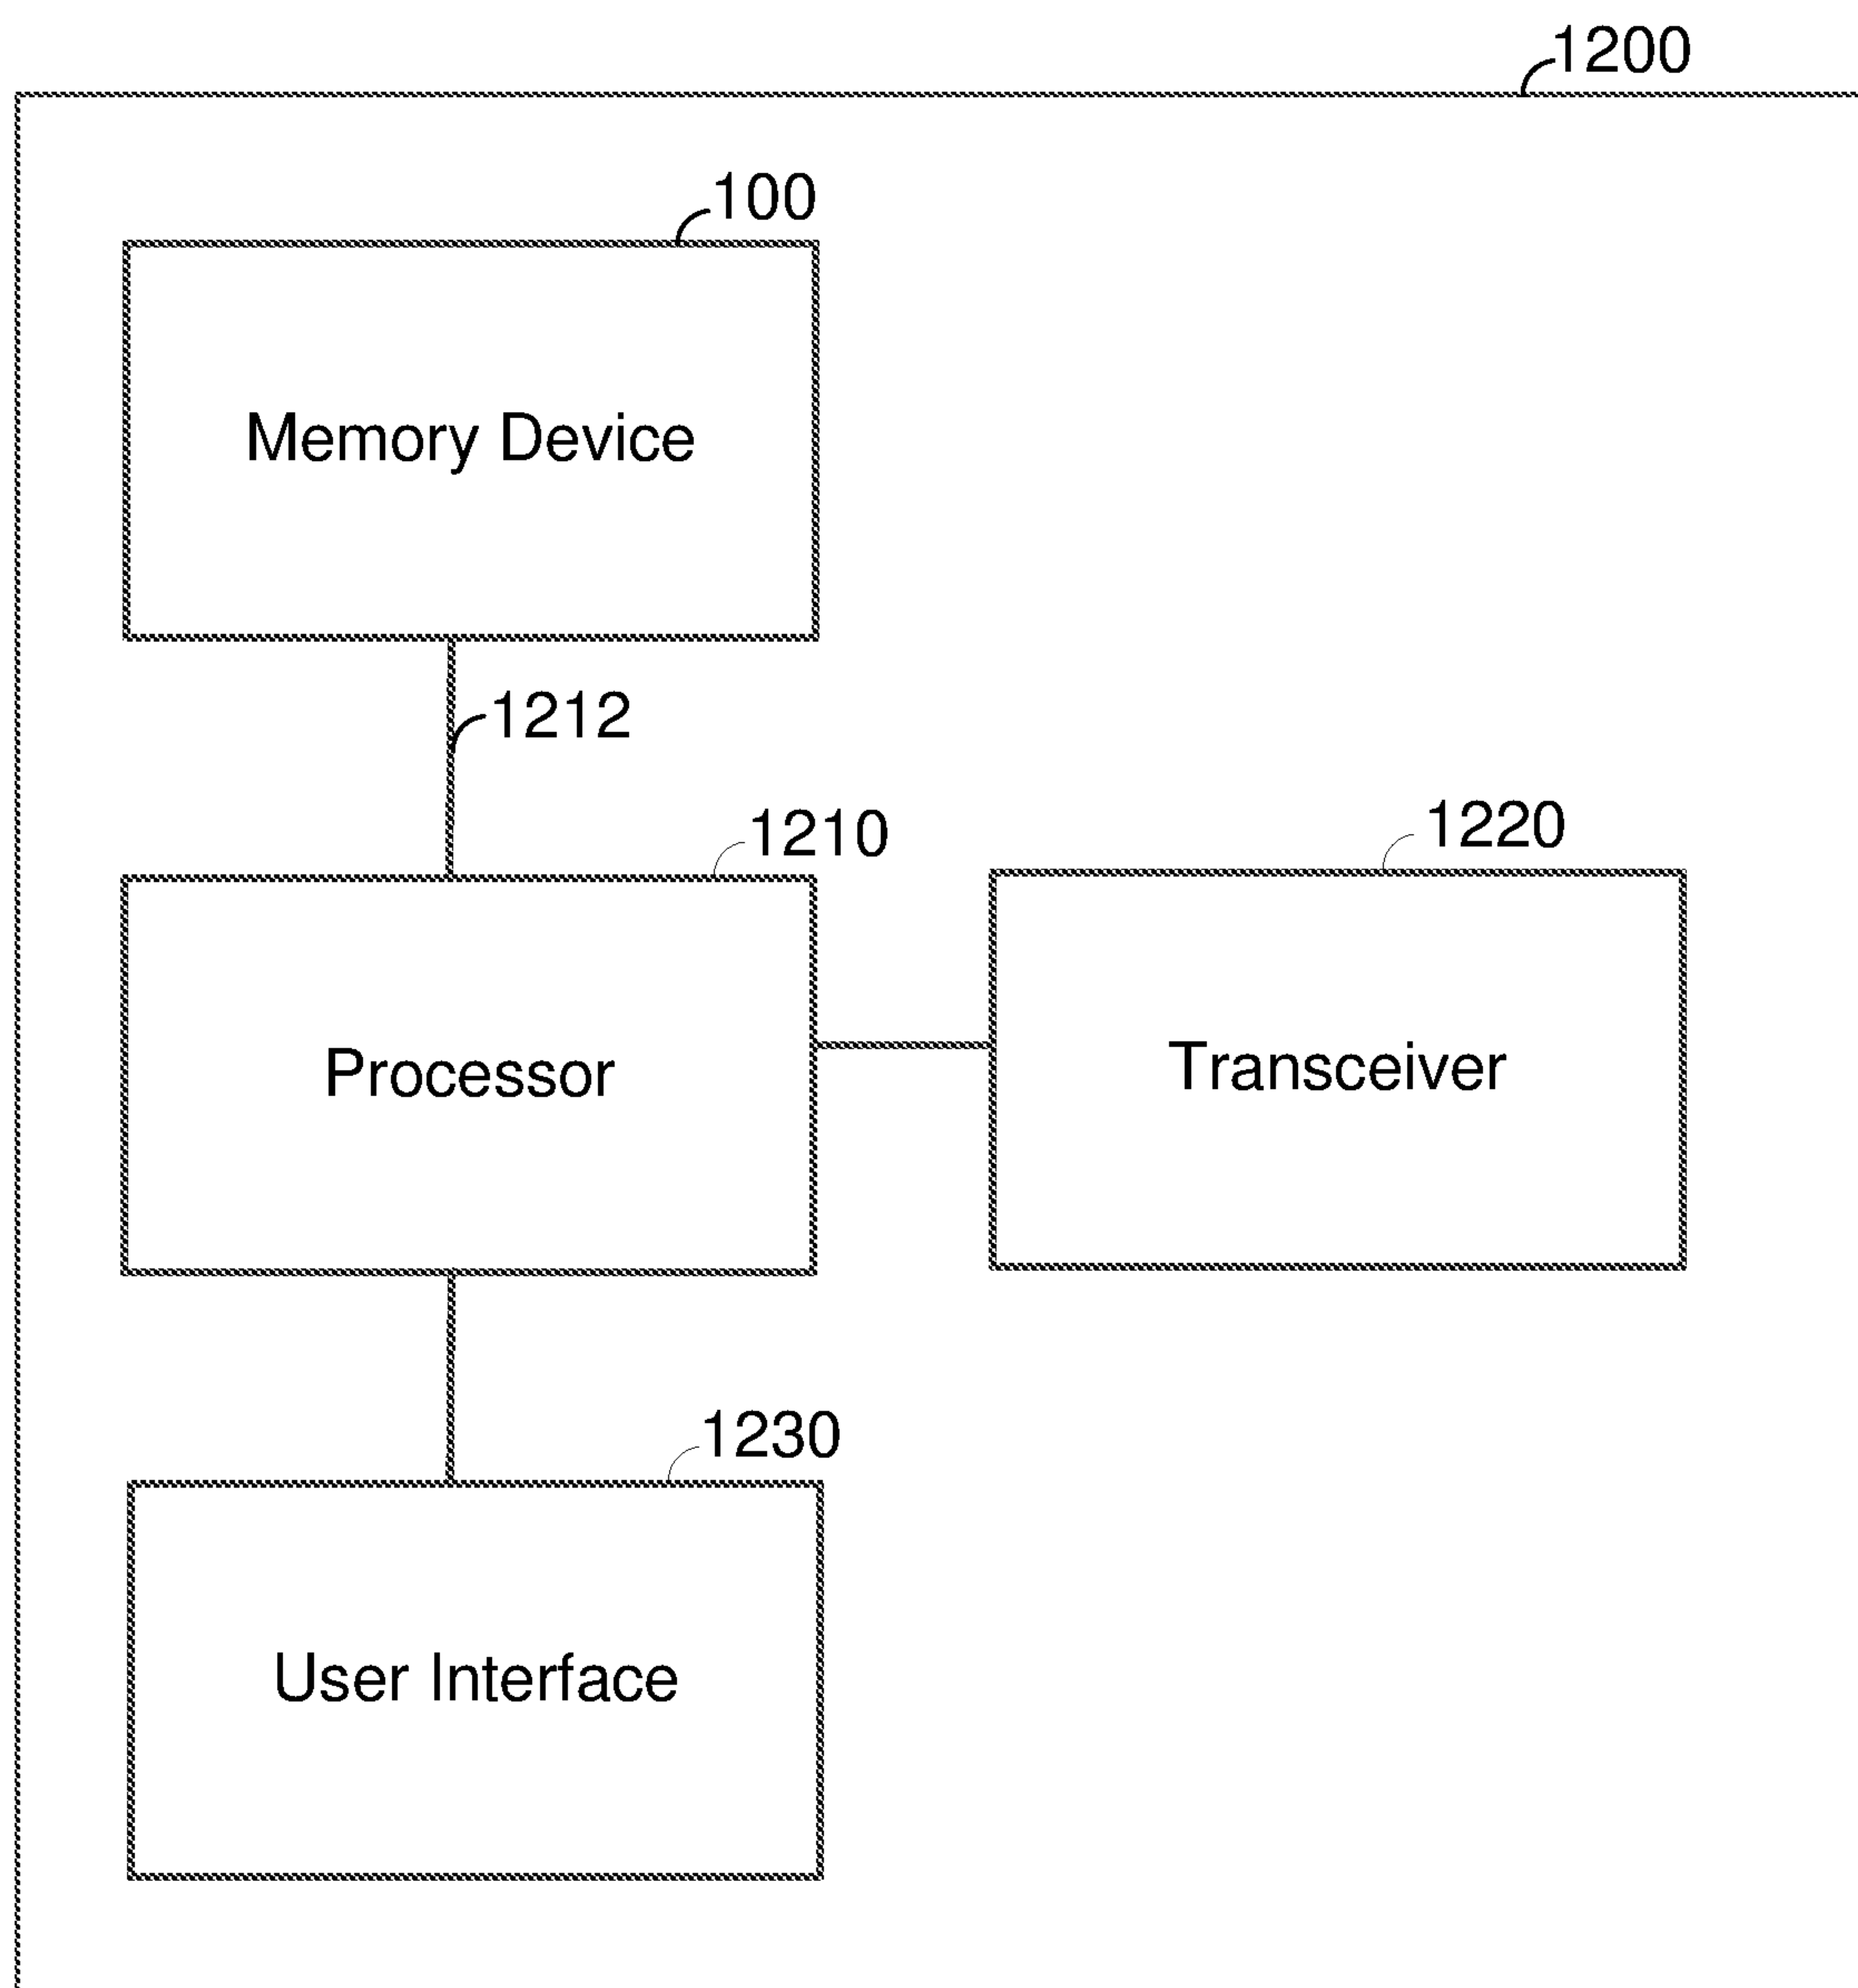 1200
100
Memory Device
1212
1210
1220
Processor
Transceiver
1230
User Interface